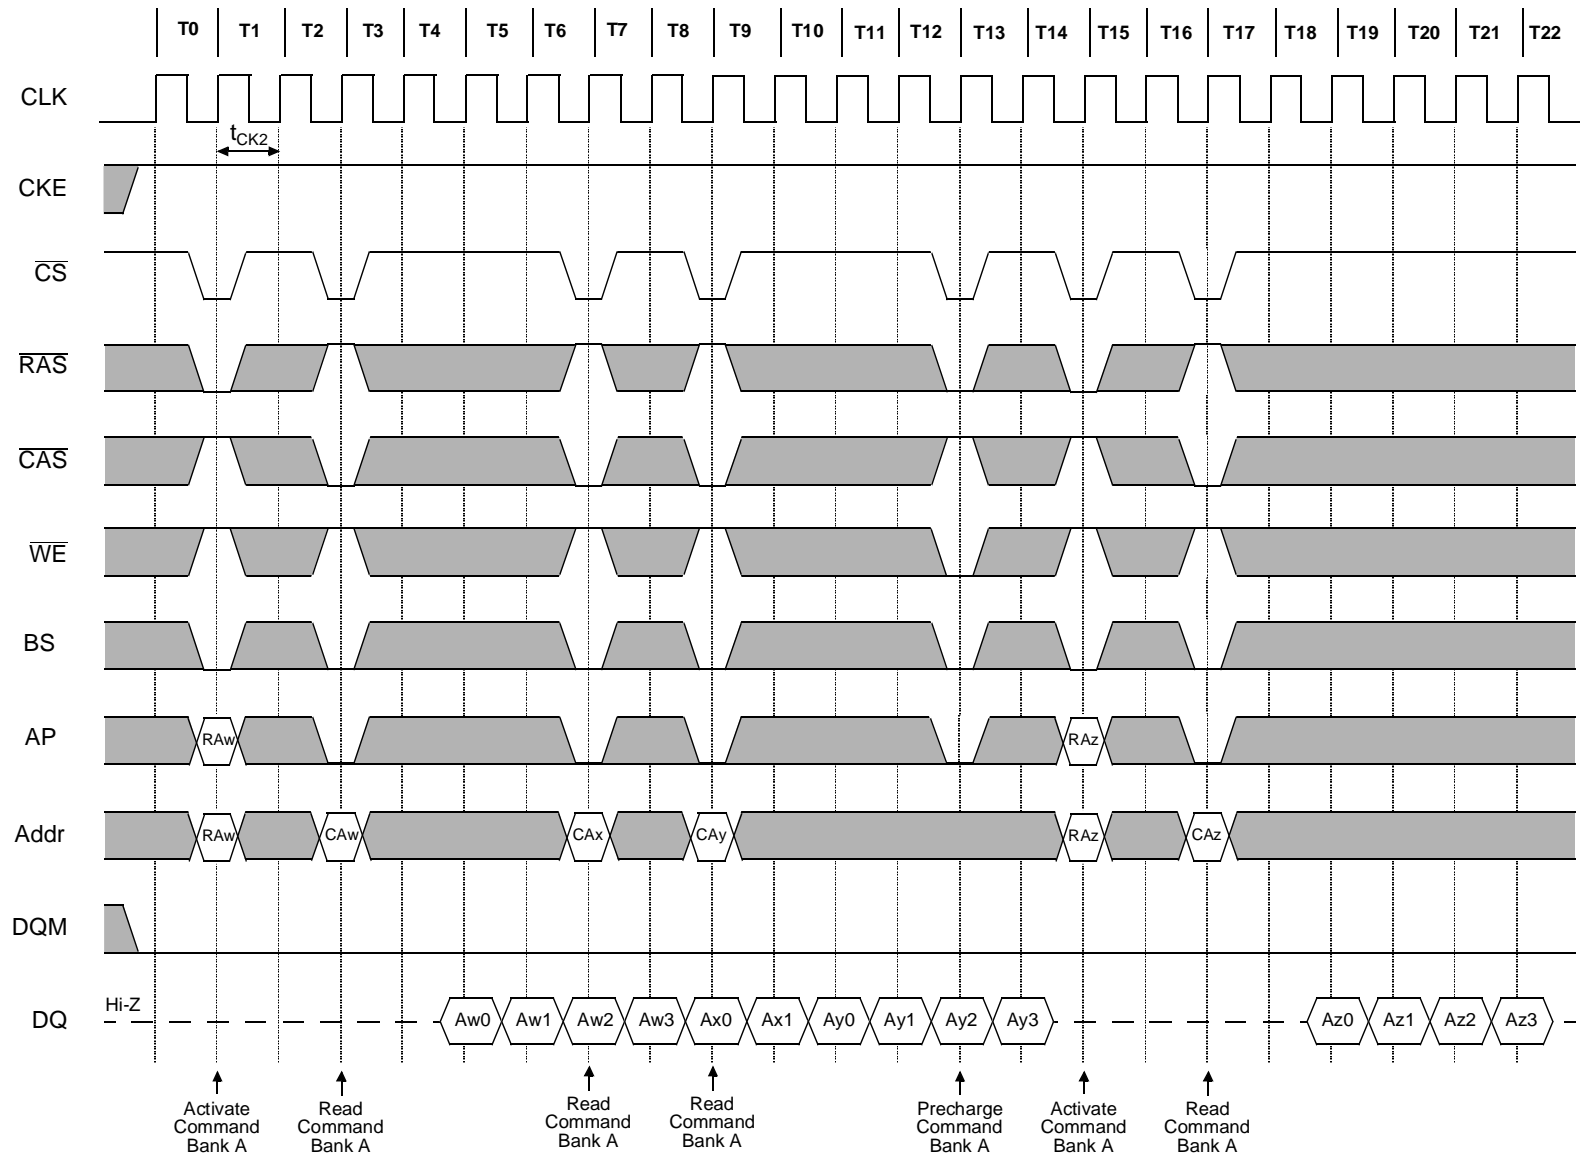 T0 T1 T2 T3 T4 T5 T6 T7 T8 T9 T10 T11 T12 T13 T14 T15 T16 T17 T18 T19 T20 T21 T22
CLK
tCK2
CKE
CS
RAS
CAS
WE
BS
AP RAw RAz
Addr RAw CAw CAx CAy RAz CAz
DQM
Hi-Z
DQ Aw0 Aw1 Aw2 Aw3 Ax0 Ax1 Ay0 Ay1 Ay2 Ay3 Az0 Az1 Az2 Az3
Activate
Command
Bank A
Read
Command
Bank A
Read
Command
Bank A
Read
Command
Bank A
Precharge
Command
Bank A
Activate
Command
Bank A
Read
Command
Bank A